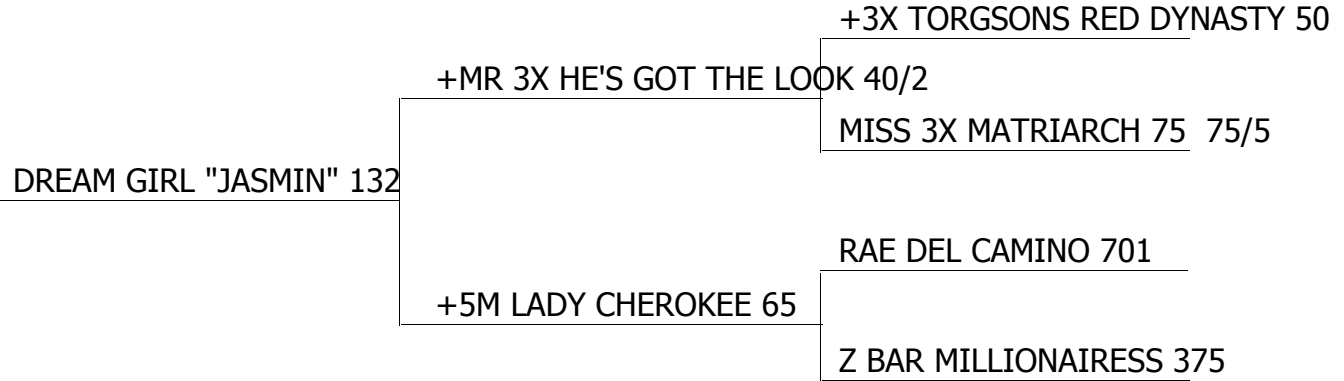 +3X TORGSONS RED DYNASTY 50
+MR 3X HE'S GOT THE LOOK 40/2
MISS 3X MATRIARCH 75  75/5
DREAM GIRL "JASMIN" 132
RAE DEL CAMINO 701
+5M LADY CHEROKEE 65
Z BAR MILLIONAIRESS 375